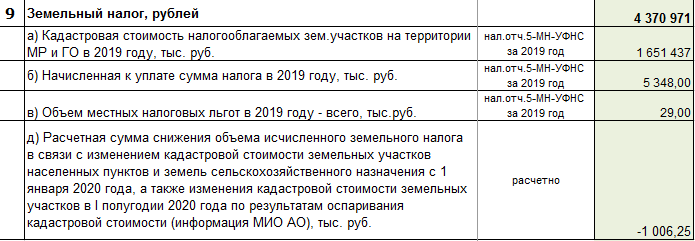 9 Земельный налог, рублей 4 370 971
а) Кадастровая стоимость налогооблагаемых зем.участков на территории
МР и ГО в 2019 году, тыс. руб.
нал.отч.5-МН-УФНС
за 2019 год
1 651 437
б) Начисленная к уплате сумма налога в 2019 году, тыс. руб.
нал.отч.5-МН-УФНС
за 2019 год
5 348,00
в) Объем местных налоговых льгот в 2019 году - всего, тыс.руб.
нал.отч.5-МН-УФНС
за 2019 год
29,00
д) Расчетная сумма снижения объема исчисленного земельного налога
в связи с изменением кадастровой стоимости земельных участков
населенных пунктов и земель сельскохозяйственного назначения с 1
января 2020 года, а также изменения кадастровой стоимости земельных
участков в I полугодии 2020 года по результатам оспаривания
кадастровой стоимости (информация МИО АО), тыс. руб.
расчетно
-1 006,25